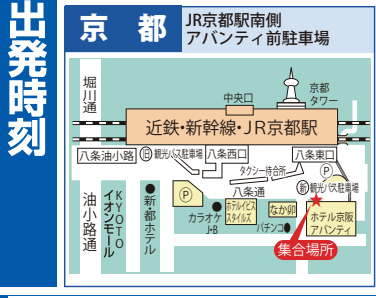 出発時刻
京都
JR京都駅南側
アバンティ前駐車場
堀川通
中央口
京都
タワー
近鉄・新幹線・JR京都駅
八条油小路
旧 観光バス駐車場
八条西口
八条東口
タクシー待合所
P
新 観光バス駐車場
油小路通
KYOTO
イオンモール
新・都ホテル
P
八条通
カラオケ
J・B
ホテルイビス
スタイルズ
なか卯
パチンコ
ホテル京阪
アバンティ
集合場所